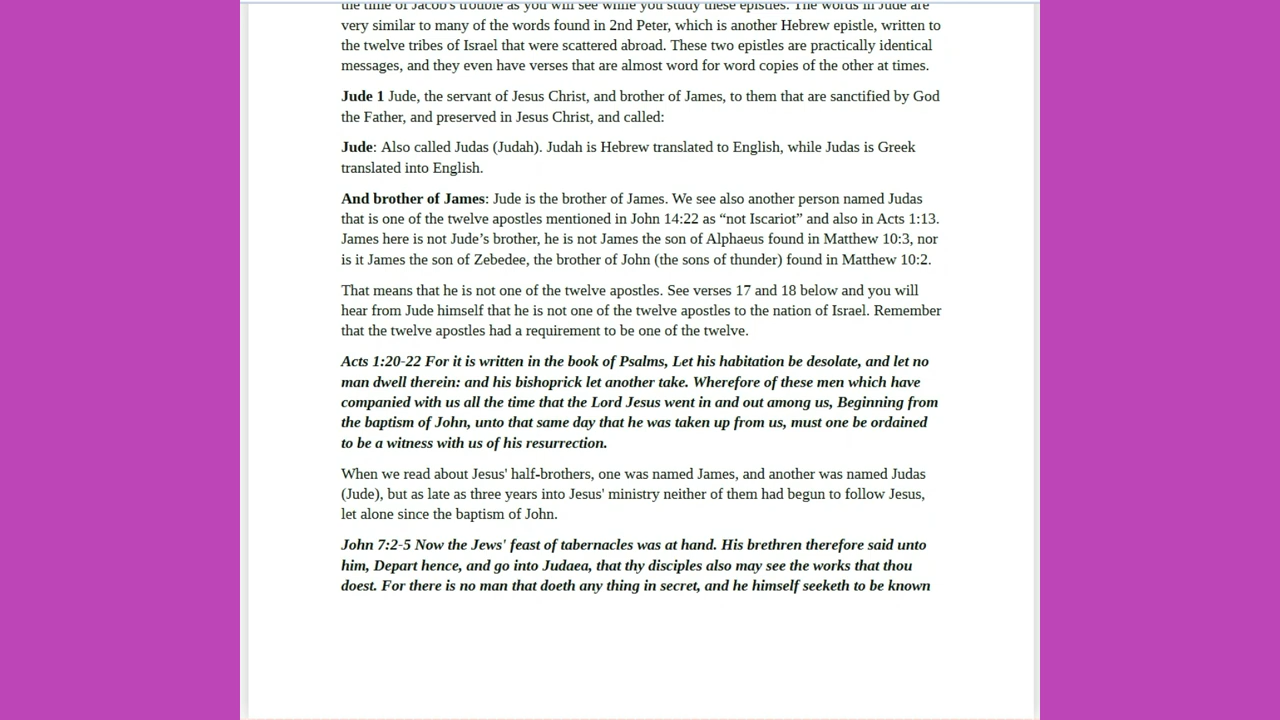 the time of Jacob's trouble as you will see while you study these epistles. The words in Jude are
very similar to many of the words found in 2nd Peter, which is another Hebrew epistle, written to
the twelve tribes of Israel that were scattered abroad. These two epistles are practically identical
messages, and they even have verses that are almost word for word copies of the other at times.
Jude 1 Jude, the servant of Jesus Christ, and brother of James, to them that are sanctified by God
the Father, and preserved in Jesus Christ, and called:
Jude: Also called Judas (Judah). Judah is Hebrew translated to English, while Judas is Greek
translated into English.
And brother of James: Jude is the brother of James. We see also another person named Judas
that is one of the twelve apostles mentioned in John 14:22 as “not Iscariot” and also in Acts 1:13.
James here is not Jude’s brother, he is not James the son of Alphaeus found in Matthew 10:3, nor
is it James the son of Zebedee, the brother of John (the sons of thunder) found in Matthew 10:2.
That means that he is not one of the twelve apostles. See verses 17 and 18 below and you will
hear from Jude himself that he is not one of the twelve apostles to the nation of Israel. Remember
that the twelve apostles had a requirement to be one of the twelve.
Acts 1:20-22 For it is written in the book of Psalms, Let his habitation be desolate, and let no
man dwell therein: and his bishoprick let another take. Wherefore of these men which have
companied with us all the time that the Lord Jesus went in and out among us, Beginning from
the baptism of John, unto that same day that he was taken up from us, must one be ordained
to be a witness with us of his resurrection.
When we read about Jesus' half-brothers, one was named James, and another was named Judas
(Jude), but as late as three years into Jesus' ministry neither of them had begun to follow Jesus,
let alone since the baptism of John.
John 7:2-5 Now the Jews' feast of tabernacles was at hand. His brethren therefore said unto
him, Depart hence, and go into Judaea, that thy disciples also may see the works that thou
doest. For there is no man that doeth any thing in secret, and he himself seeketh to be known